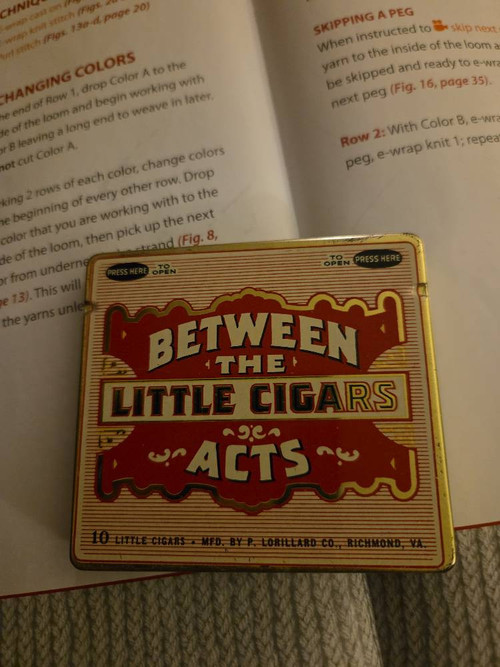 CHANGING COLORS
end of Row 1, drop Color A to the
of the loom and begin working with
B leaving a long end to weave in later.
not cut Color A.
king 2 rows of each color, change colors
beginning of every other row. Drop
color that you are working with to the
de of the loom, then pick up the next
or from underne strand (Fig. 8,
ge 13). This will
the yarns unle
SKIPPING A PEG
When instructed to skip next
yarn to the inside of the loom a
be skipped and ready to e-wra
next peg (Fig. 16, page 35).
Row 2: With Color B, e-wra
peg, e-wrap knit 1; repea
PRESS HERE TO OPEN
TO OPEN PRESS HERE
BETWEEN
THE
LITTLE CIGARS
ACTS
10 LITTLE CIGARS • MFD. BY P. LORILLARD CO., RICHMOND, VA.